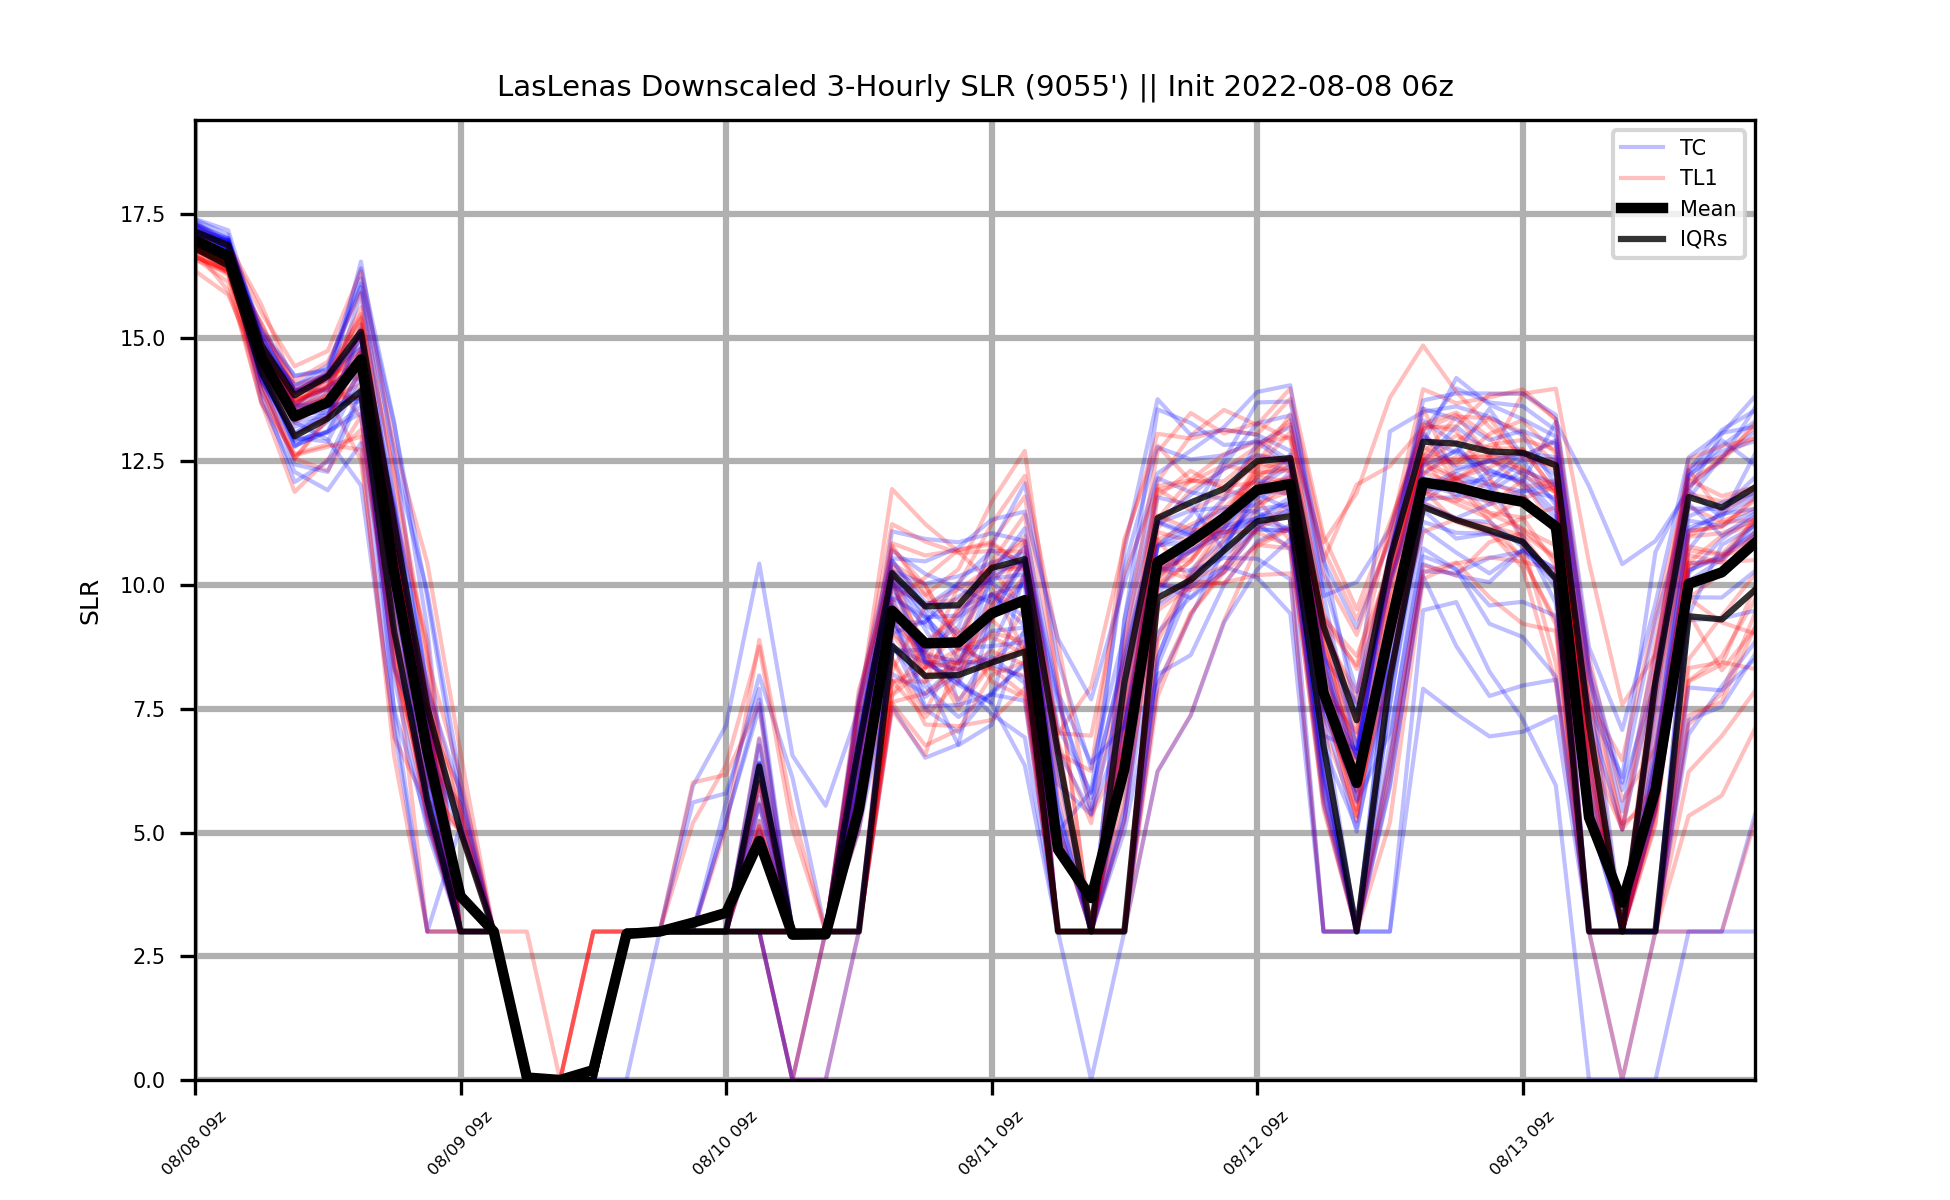 LasLenas Downscaled 3-Hourly SLR (9055') || Init 2022-08-08 06z
TC
TL1
Mean
IQRs
SLR
17.5
15.0
12.5
10.0
7.5
5.0
2.5
0.0
08/08 09z
08/09 09z
08/10 09z
08/11 09z
08/12 09z
08/13 09z